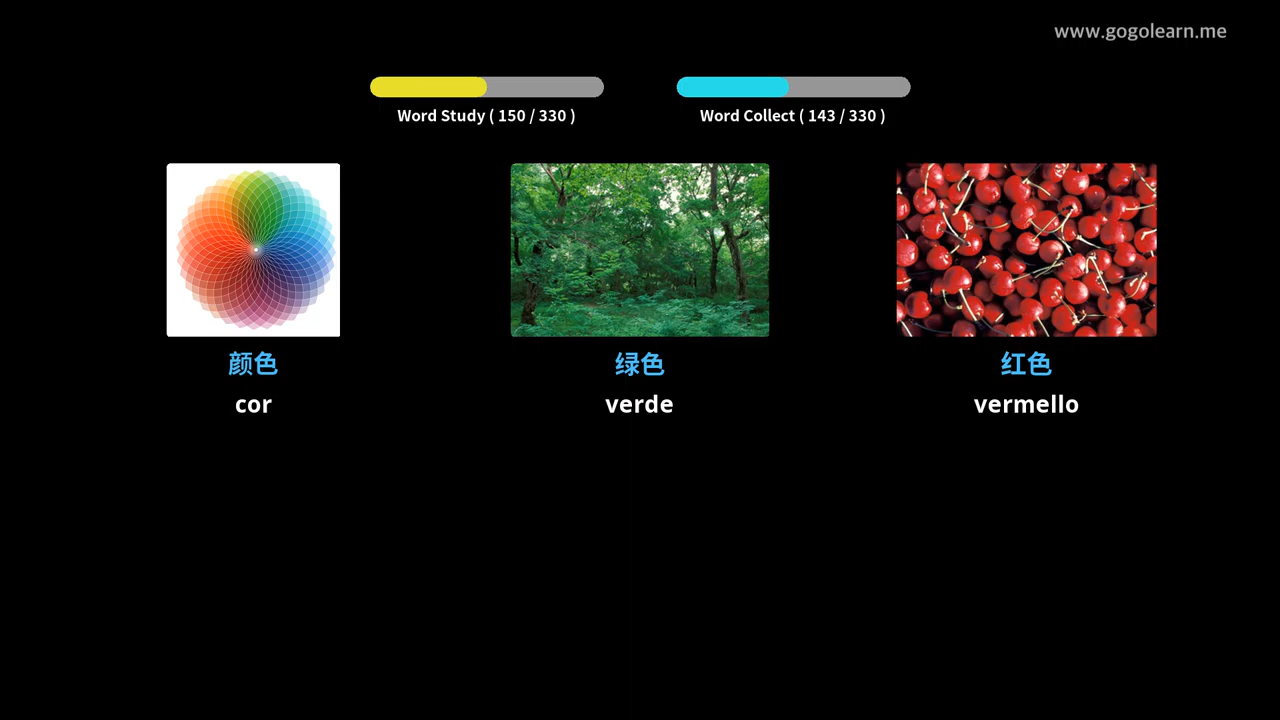 www.gogolearn.me
Word Study ( 150 / 330 )
Word Collect ( 143 / 330 )
颜色
绿色
红色
cor
verde
vermello